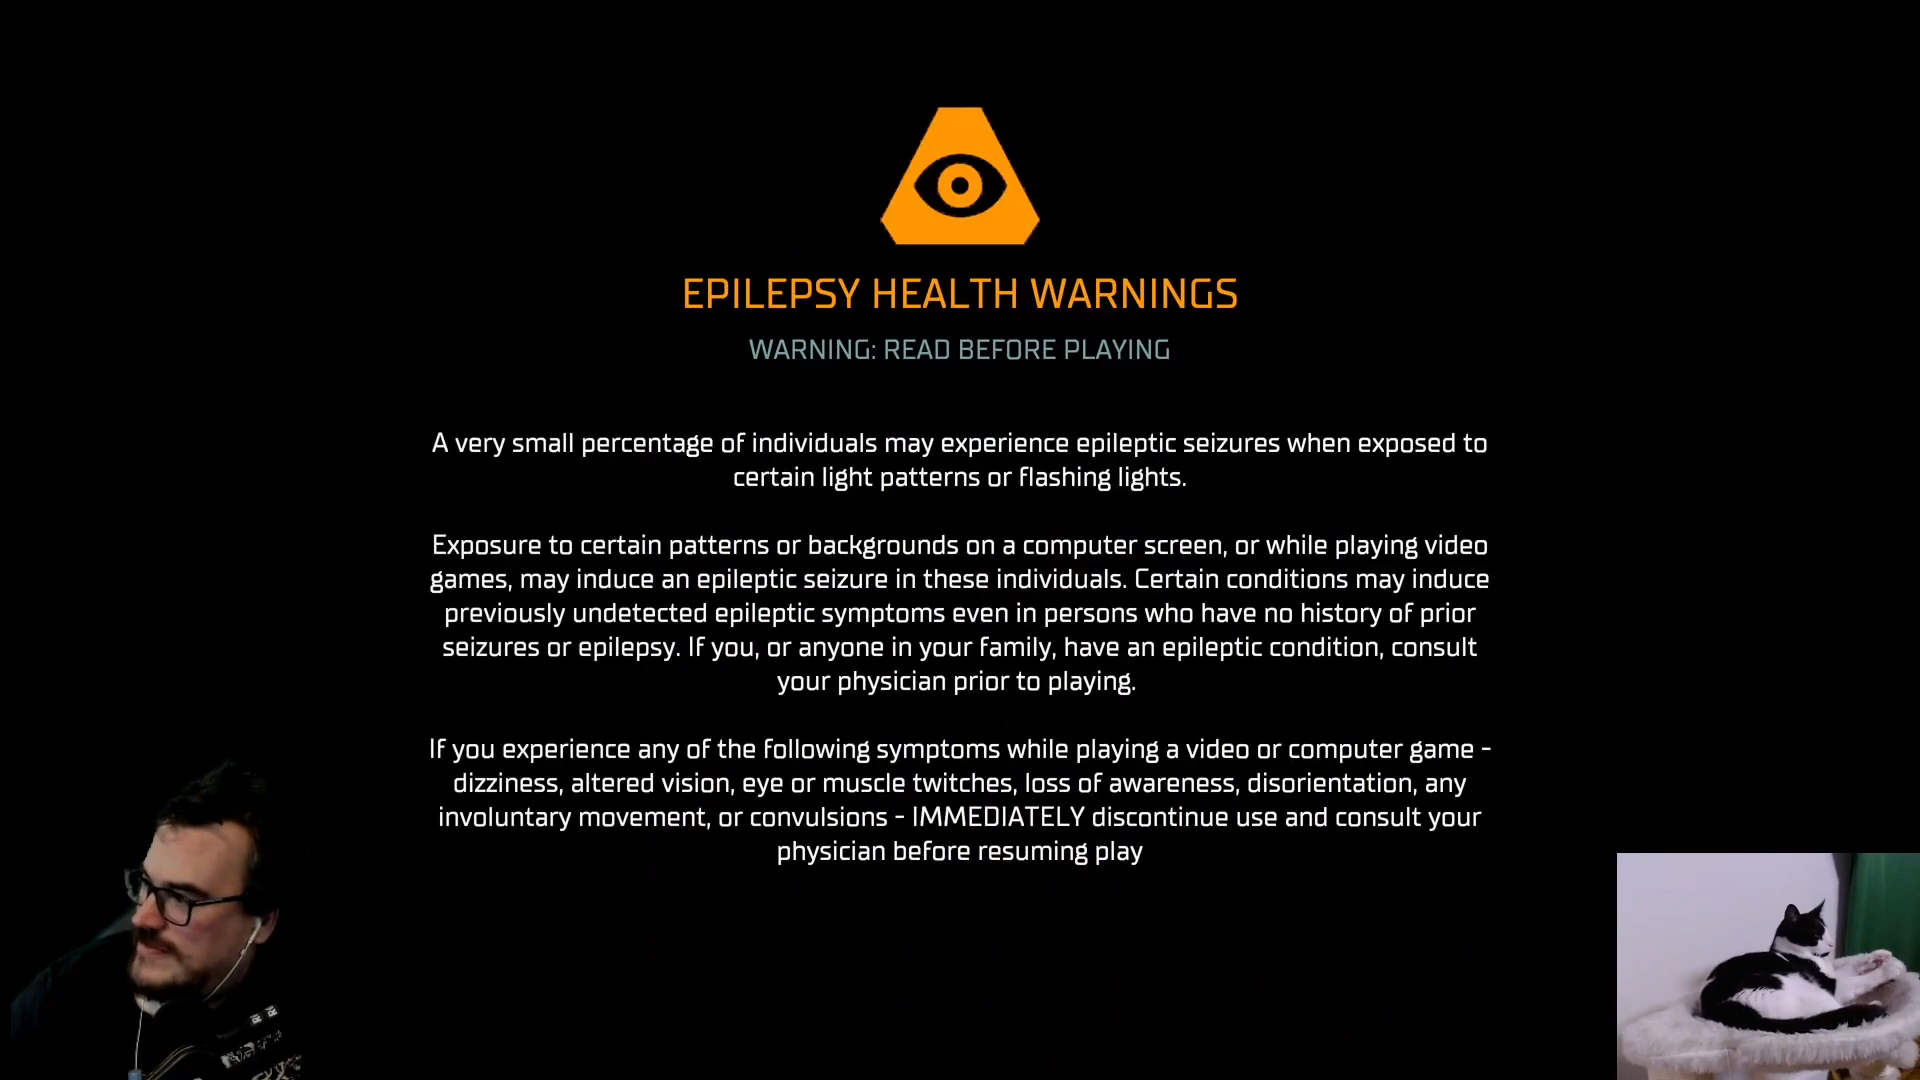 EPILEPSY HEALTH WARNINGS
WARNING: READ BEFORE PLAYING
A very small percentage of individuals may experience epileptic seizures when exposed to
certain light patterns or flashing lights.
Exposure to certain patterns or backgrounds on a computer screen, or while playing video
games, may induce an epileptic seizure in these individuals. Certain conditions may induce
previously undetected epileptic symptoms even in persons who have no history of prior
seizures or epilepsy. If you, or anyone in your family, have an epileptic condition, consult
your physician prior to playing.
If you experience any of the following symptoms while playing a video or computer game -
dizziness, altered vision, eye or muscle twitches, loss of awareness, disorientation, any
involuntary movement, or convulsions - IMMEDIATELY discontinue use and consult your
physician before resuming play